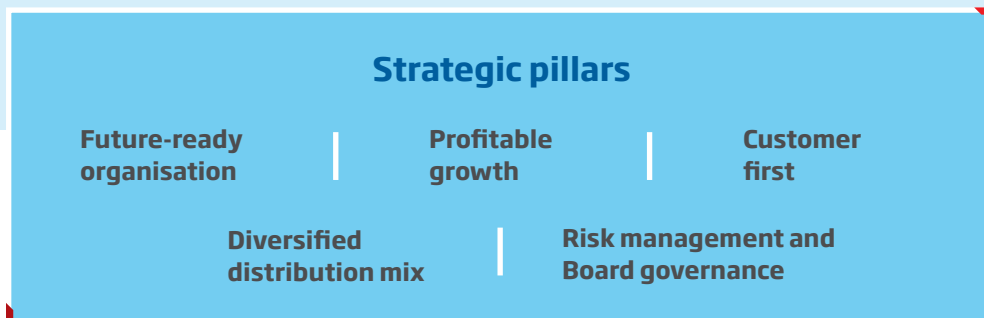 Strategic pillars
Future-ready
organisation
Profitable
growth
Customer
first
Diversified
distribution mix
Risk management and
Board governance